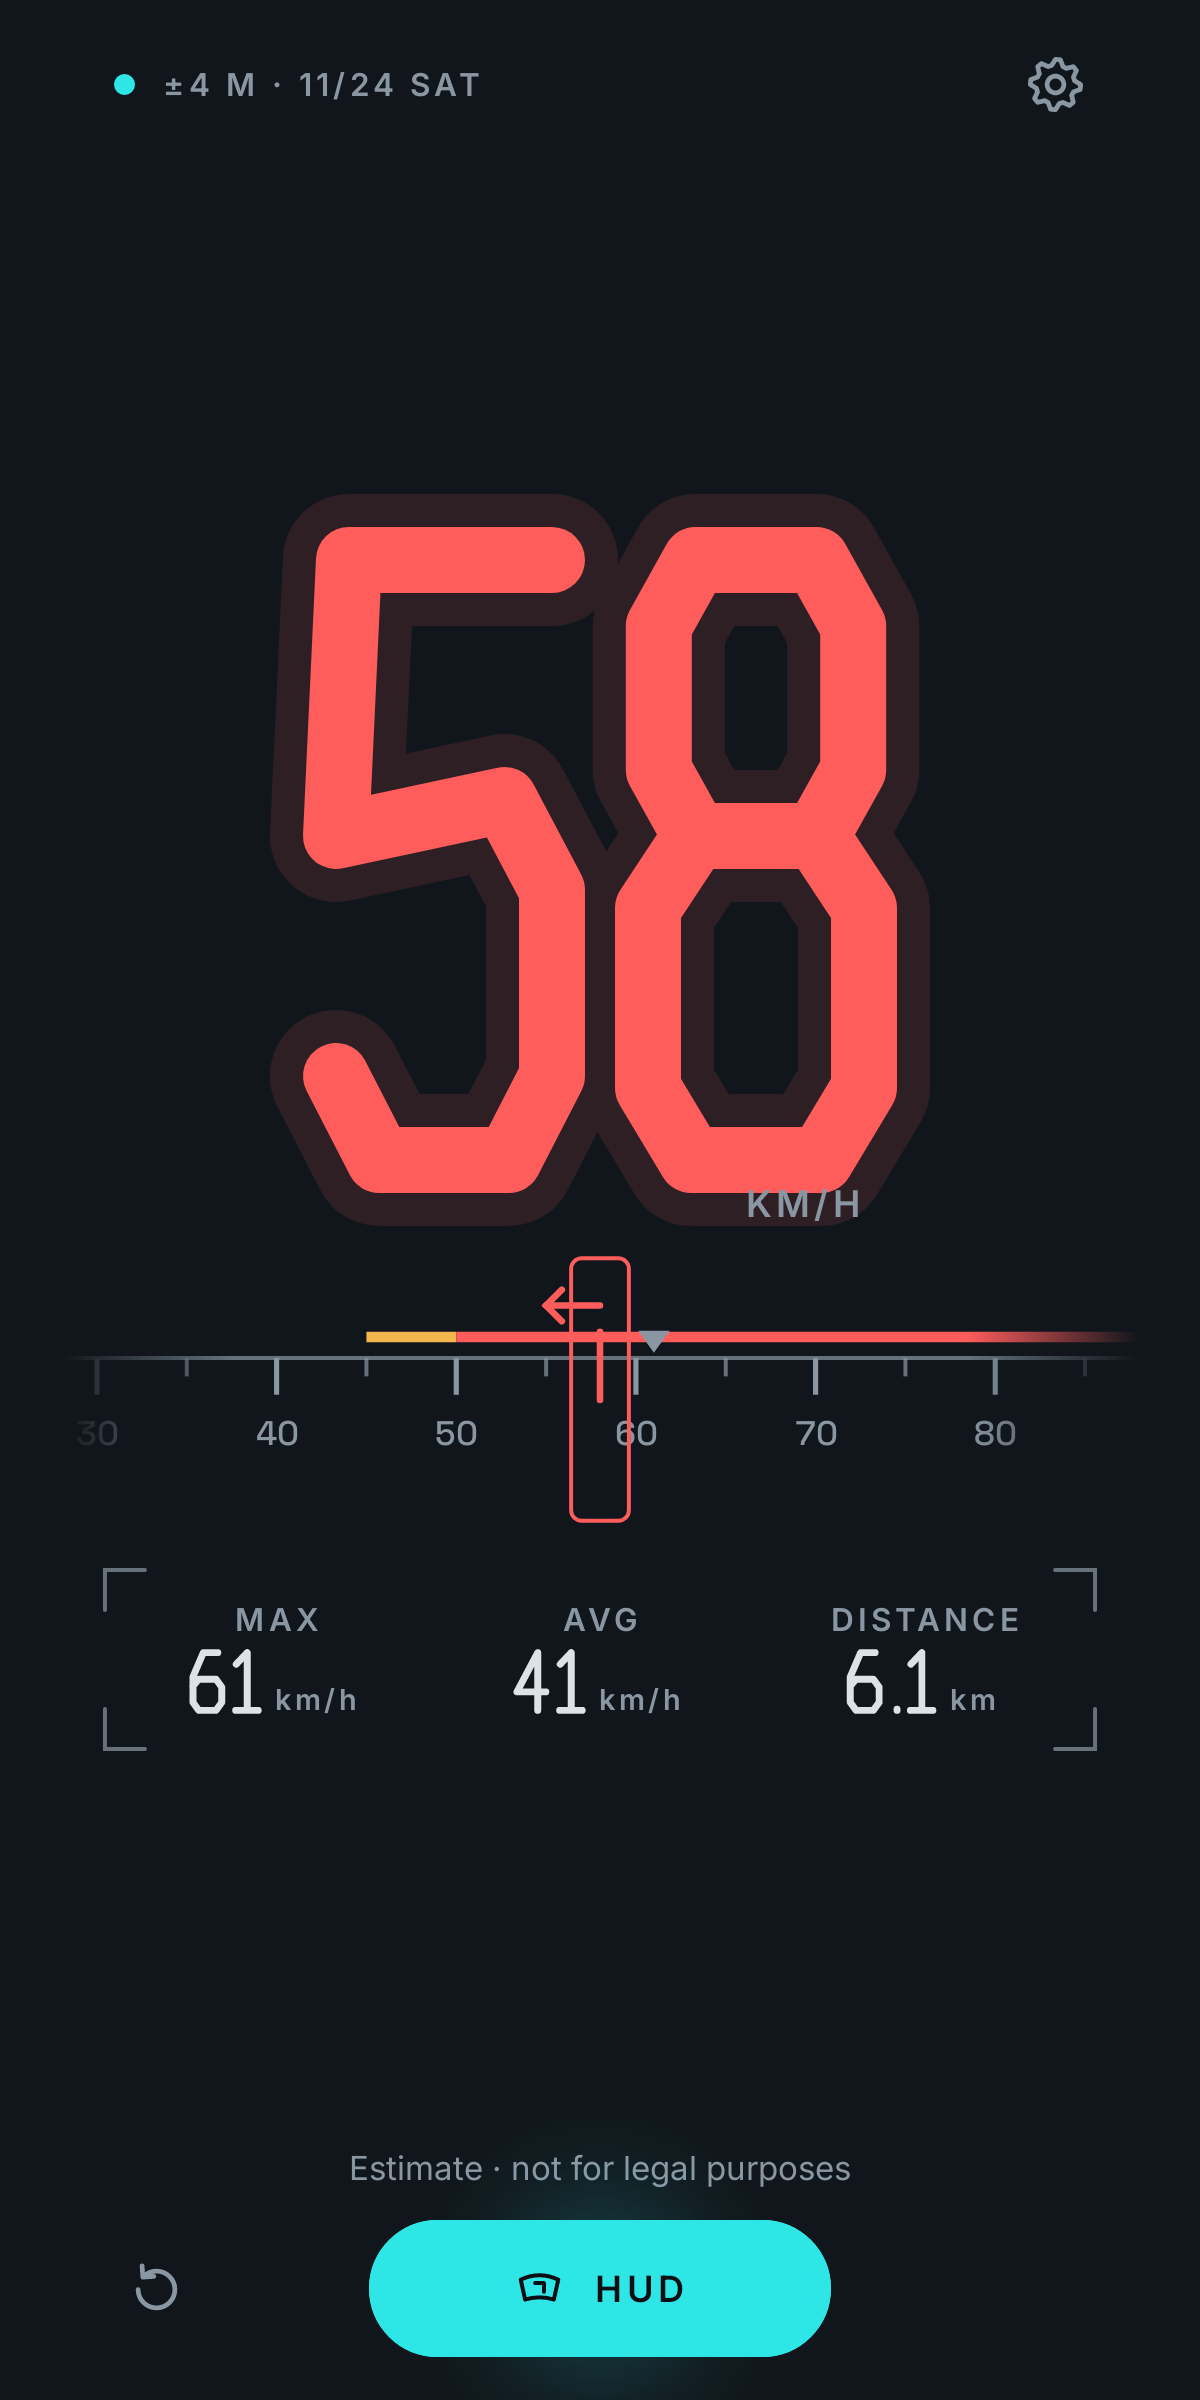 ±4 M · 11/24 SAT
58
KM/H
30 40 50 60 70 80
MAX AVG DISTANCE
61 km/h 41 km/h 6.1 km
Estimate · not for legal purposes
HUD